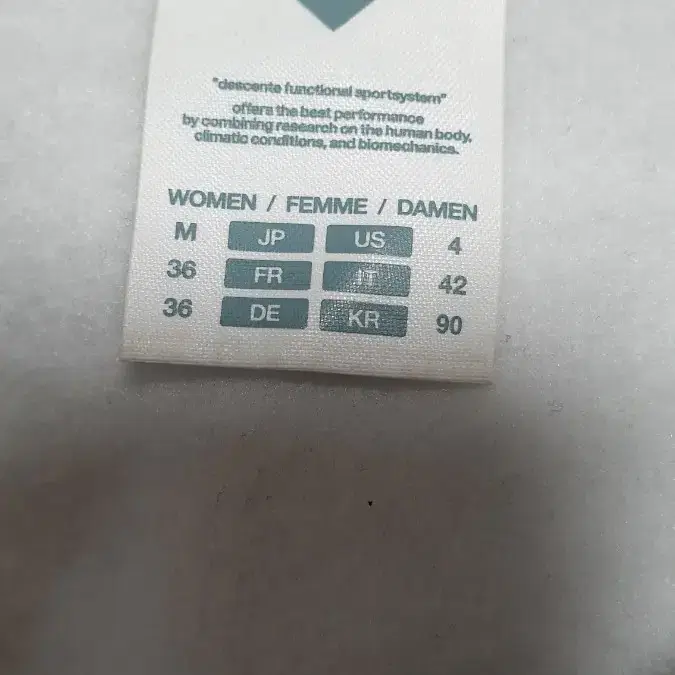 "descente functional sportsystem"
offers the best performance
by combining research on the human body,
climatic conditions, and biomechanics.
WOMEN / FEMME / DAMEN
M JP US 4
36 FR IT 42
36 DE KR 90